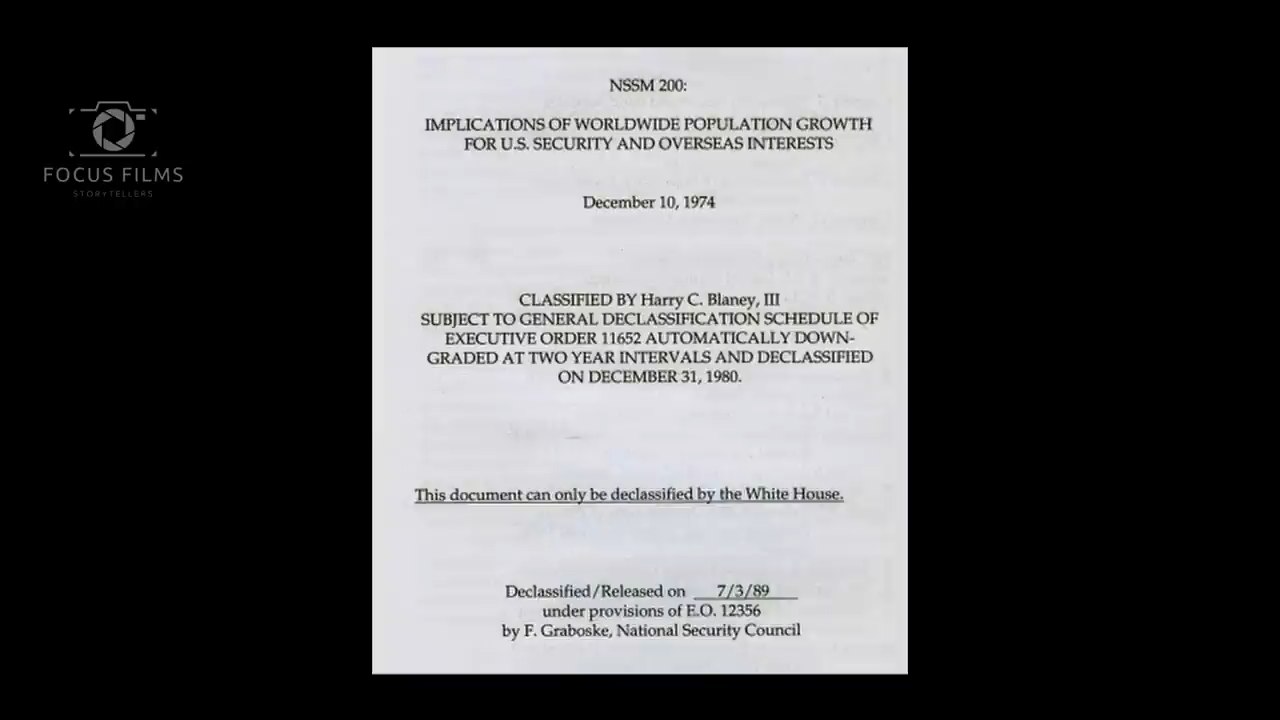 FOCUS FILMS
STORYTELLERS
NSSM 200:
IMPLICATIONS OF WORLDWIDE POPULATION GROWTH
FOR U.S. SECURITY AND OVERSEAS INTERESTS
December 10, 1974
CLASSIFIED BY Harry C. Blaney, III
SUBJECT TO GENERAL DECLASSIFICATION SCHEDULE OF
EXECUTIVE ORDER 11652 AUTOMATICALLY DOWN-
GRADED AT TWO YEAR INTERVALS AND DECLASSIFIED
ON DECEMBER 31, 1980.
This document can only be declassified by the White House.
Declassified/Released on 7/3/89
under provisions of E.O. 12356
by F. Graboske, National Security Council